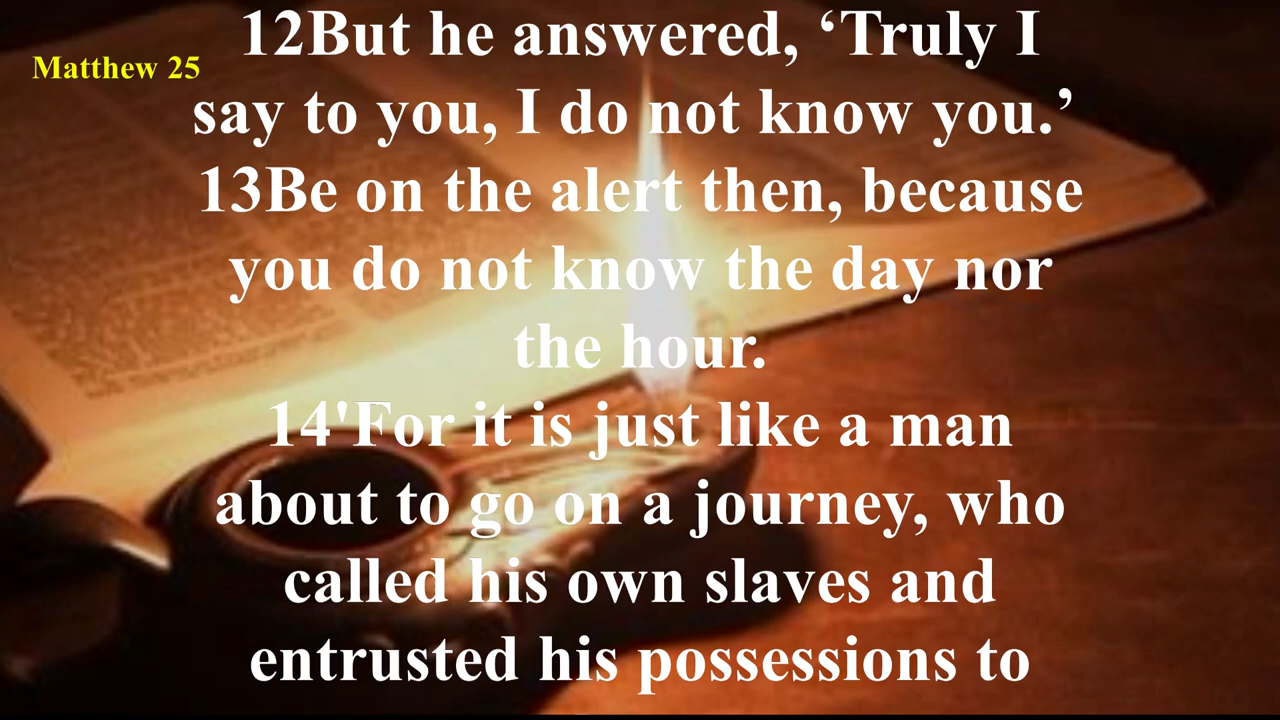 Matthew 25
12But he answered, ‘Truly I
say to you, I do not know you.’
13Be on the alert then, because
you do not know the day nor
the hour.
14'For it is just like a man
about to go on a journey, who
called his own slaves and
entrusted his possessions to